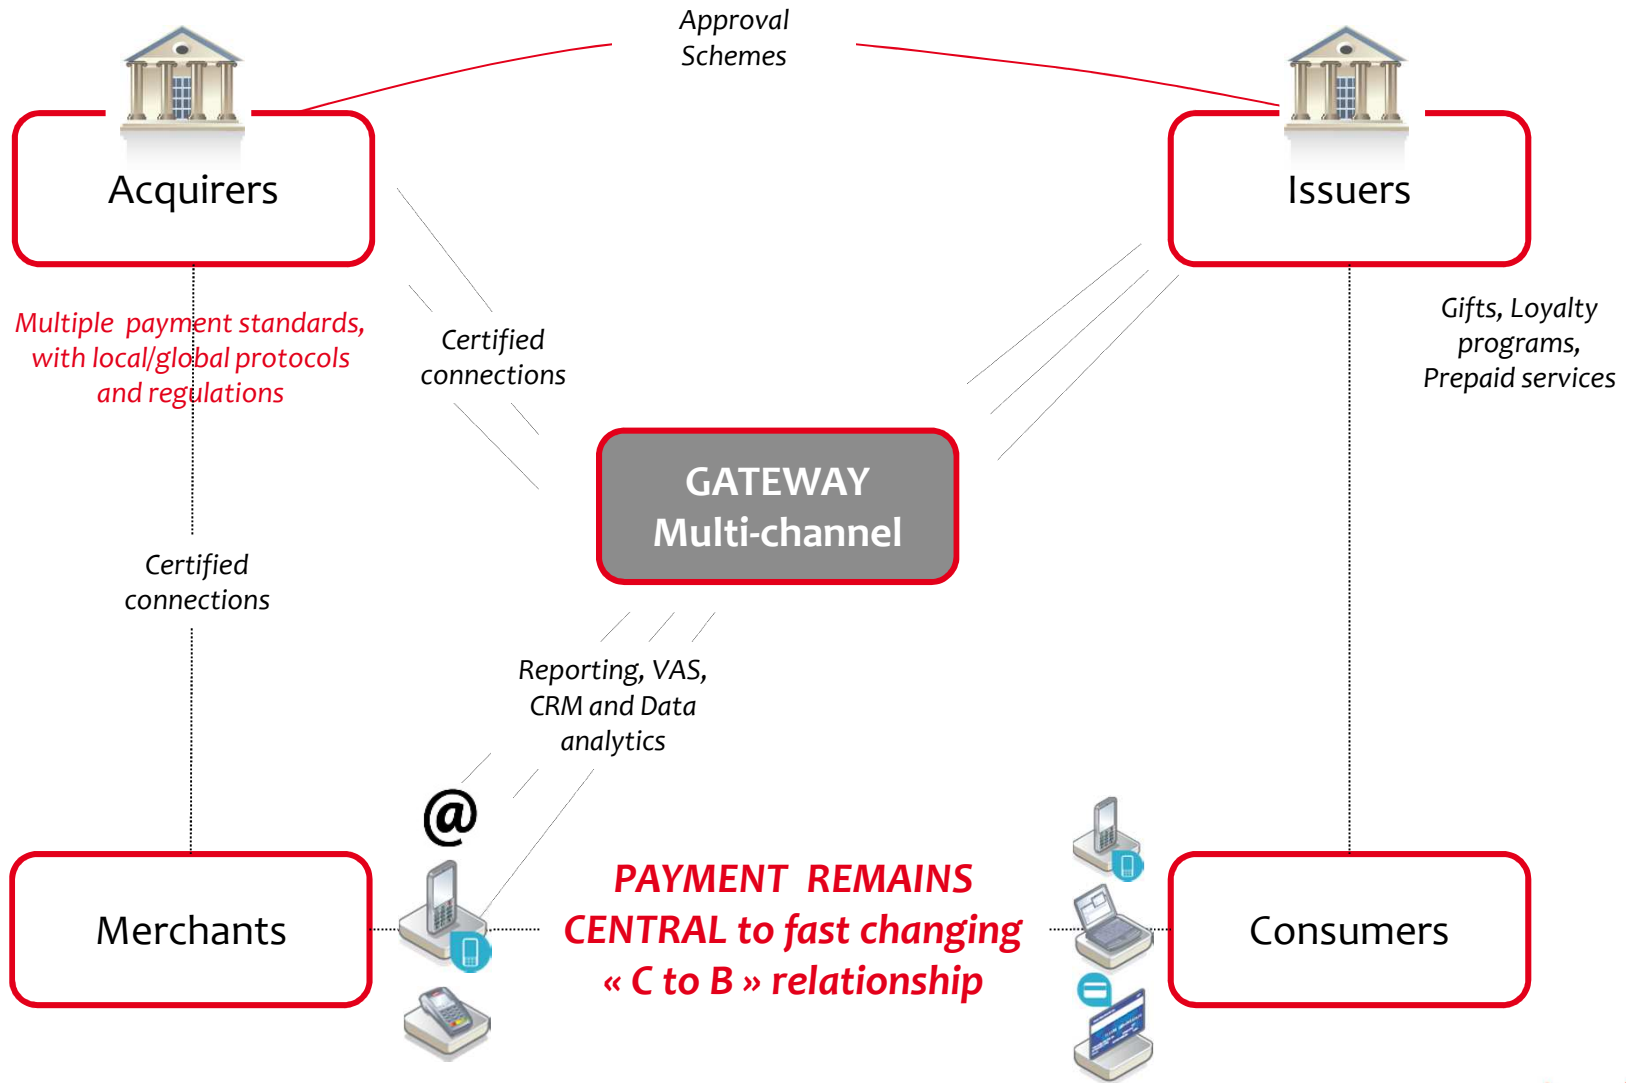 Approval
Schemes
Acquirers
Issuers
Multiple payment standards,
with local/global protocols
and regulations
Certified
connections
Gifts, Loyalty
programs,
Prepaid services
GATEWAY
Multi-channel
Certified
connections
Reporting, VAS,
CRM and Data
analytics
@
Merchants
PAYMENT REMAINS
CENTRAL to fast changing
« C to B » relationship
Consumers